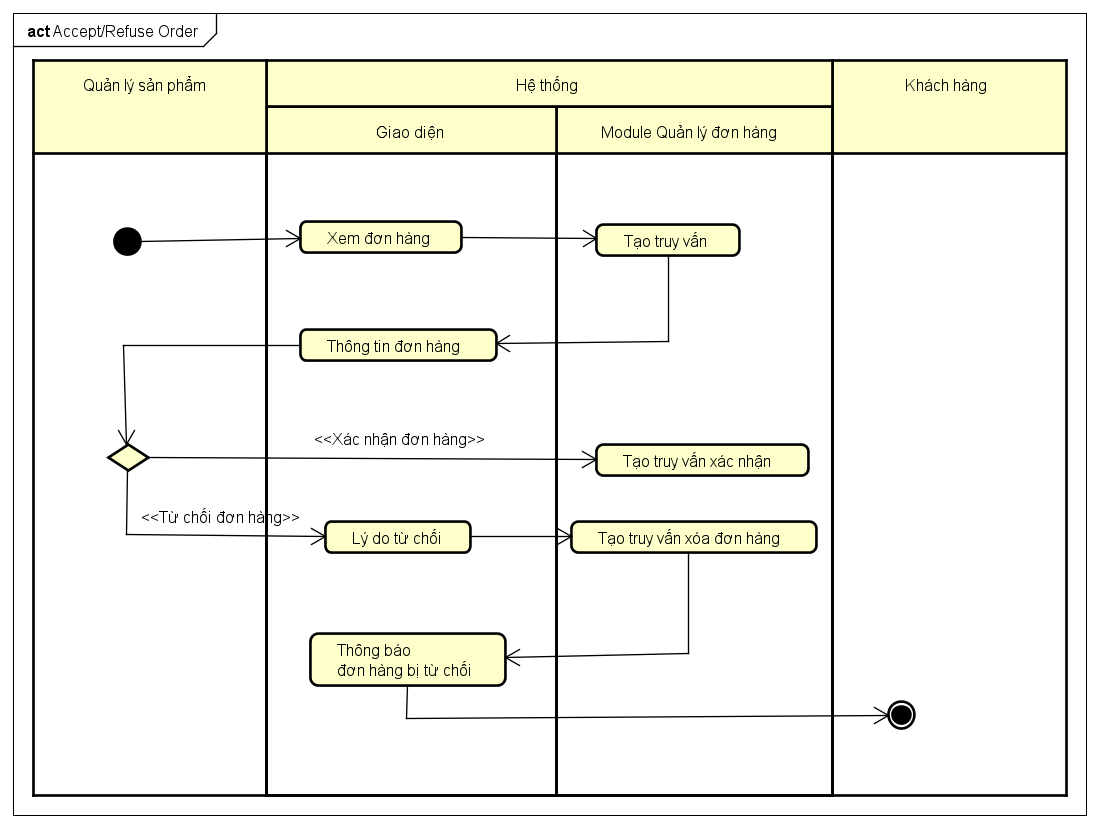 act Accept/Refuse Order
Quản lý sản phẩm
Hệ thống
Khách hàng
Giao diện
Module Quản lý đơn hàng
Xem đơn hàng
Tạo truy vấn
Thông tin đơn hàng
<<Xác nhận đơn hàng>>
Tạo truy vấn xác nhận
<<Từ chối đơn hàng>>
Lý do từ chối
Tạo truy vấn xóa đơn hàng
Thông báo
đơn hàng bị từ chối